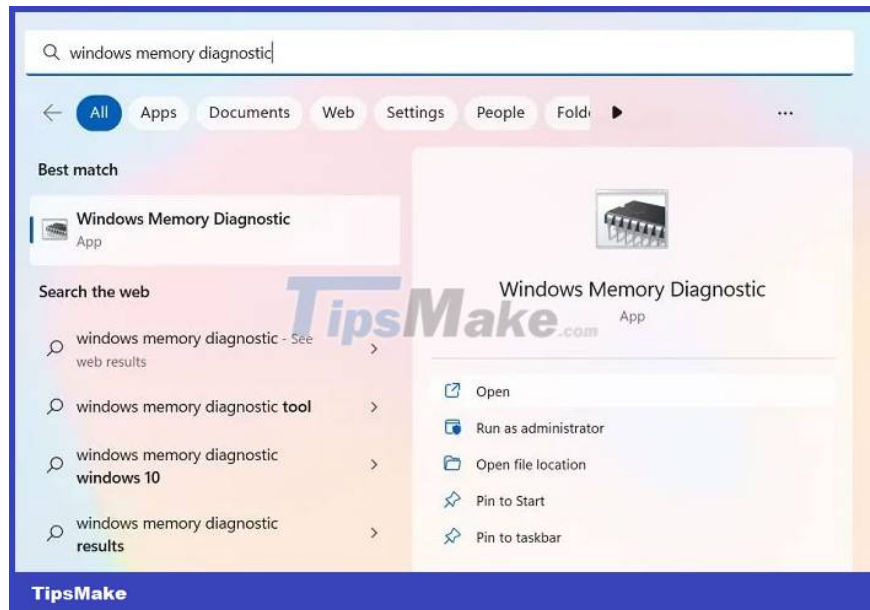 windows memory diagnostic
All Apps Documents Web Settings People Fold
Best match
Windows Memory Diagnostic
App
Search the web
windows memory diagnostic - See
web results
windows memory diagnostic tool
windows memory diagnostic
windows 10
windows memory diagnostic
results
Windows Memory Diagnostic
App
Open
Run as administrator
Open file location
Pin to Start
Pin to taskbar
TipsMake.com
TipsMake